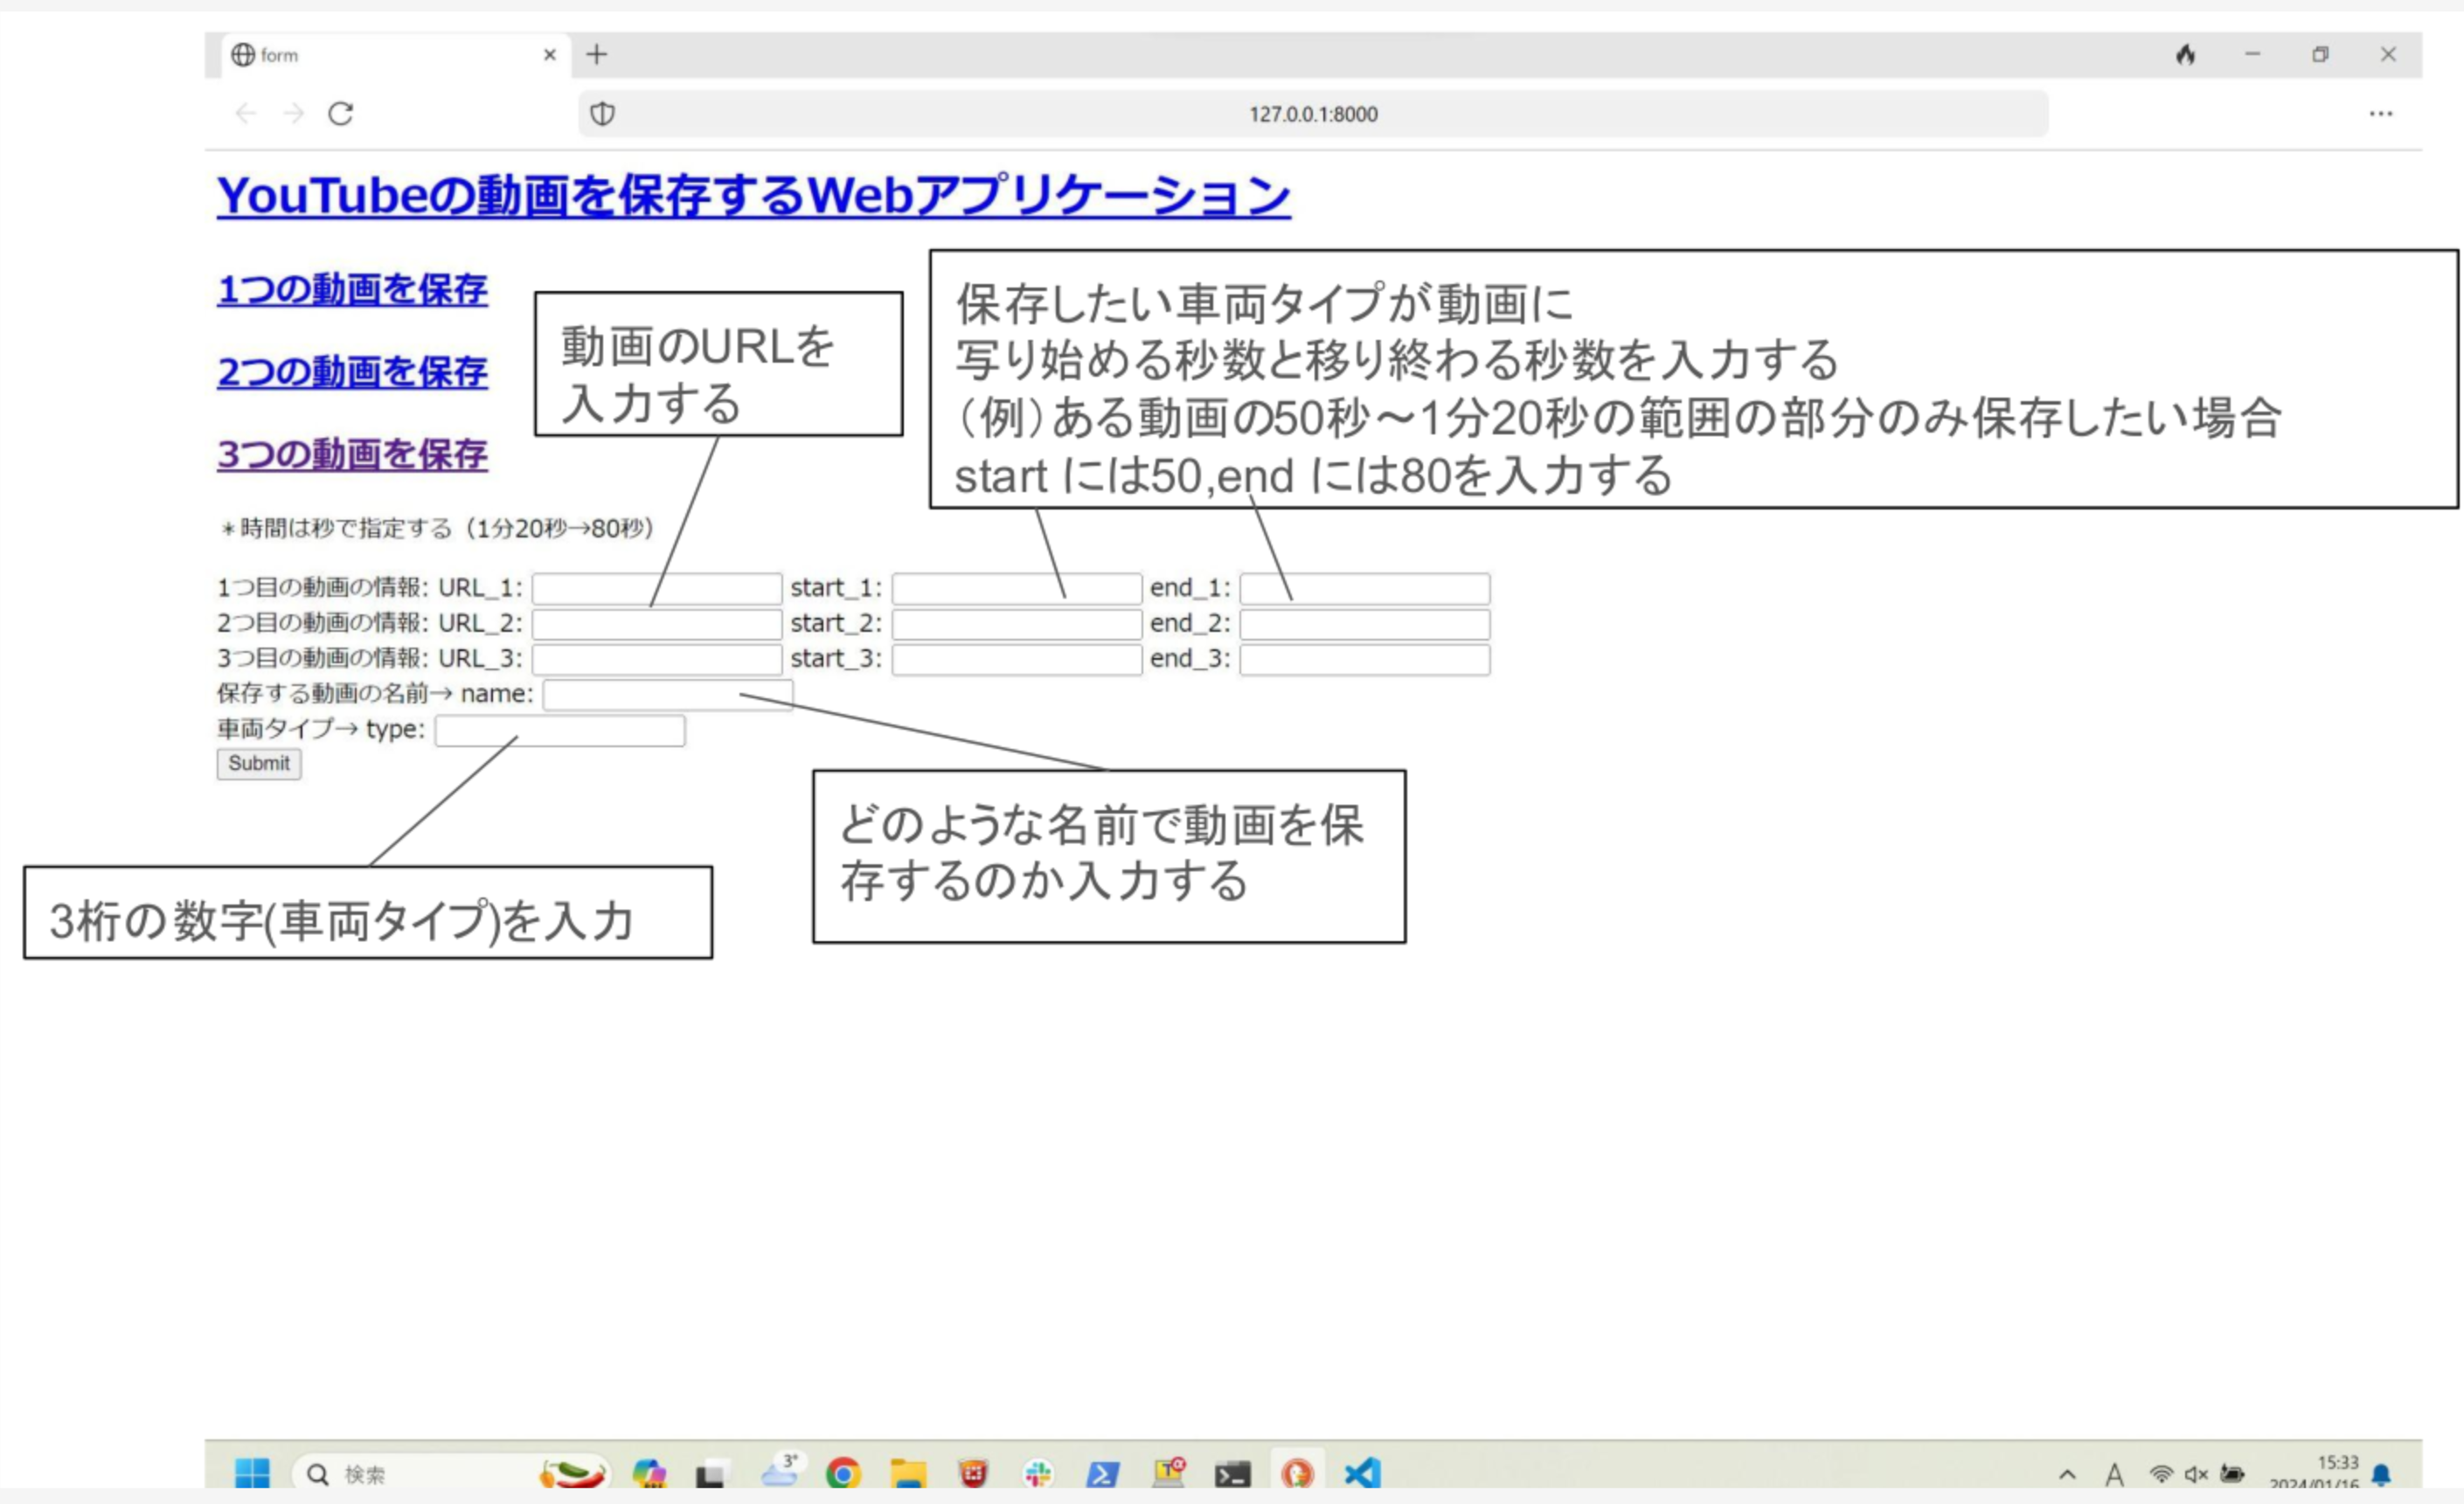 form
127.0.0.1:8000
YouTubeの動画を保存するWebアプリケーション
1つの動画を保存
2つの動画を保存
3つの動画を保存
動画のURLを
入力する
保存したい車両タイプが動画に
写り始める秒数と移り終わる秒数を入力する
（例）ある動画の50秒～1分20秒の範囲の部分のみ保存したい場合
start には50,end には80を入力する
＊時間は秒で指定する（1分20秒→80秒）
1つ目の動画の情報: URL_1: start_1: end_1:
2つ目の動画の情報: URL_2: start_2: end_2:
3つ目の動画の情報: URL_3: start_3: end_3:
保存する動画の名前→ name:
車両タイプ→ type:
Submit
どのような名前で動画を保
存するのか入力する
3桁の数字(車両タイプ)を入力
検索
3°
A
15:33
2024/01/16